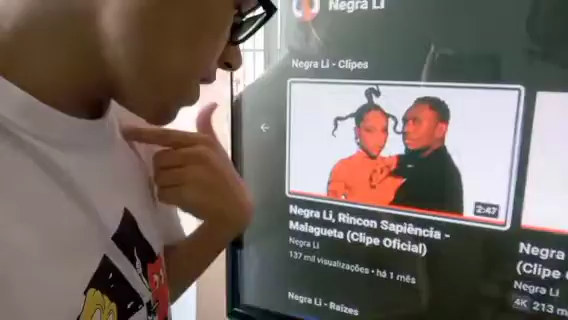 Negra Li
Negra Li - Clipes
2:47
Negra Li, Rincon Sapiência -
Malagueta (Clipe Oficial)
Negra Li
137 mil visualizações • há 1 mês
Negra
(Clipe
Negra Li
4K 213 m
Negra Li - Raízes